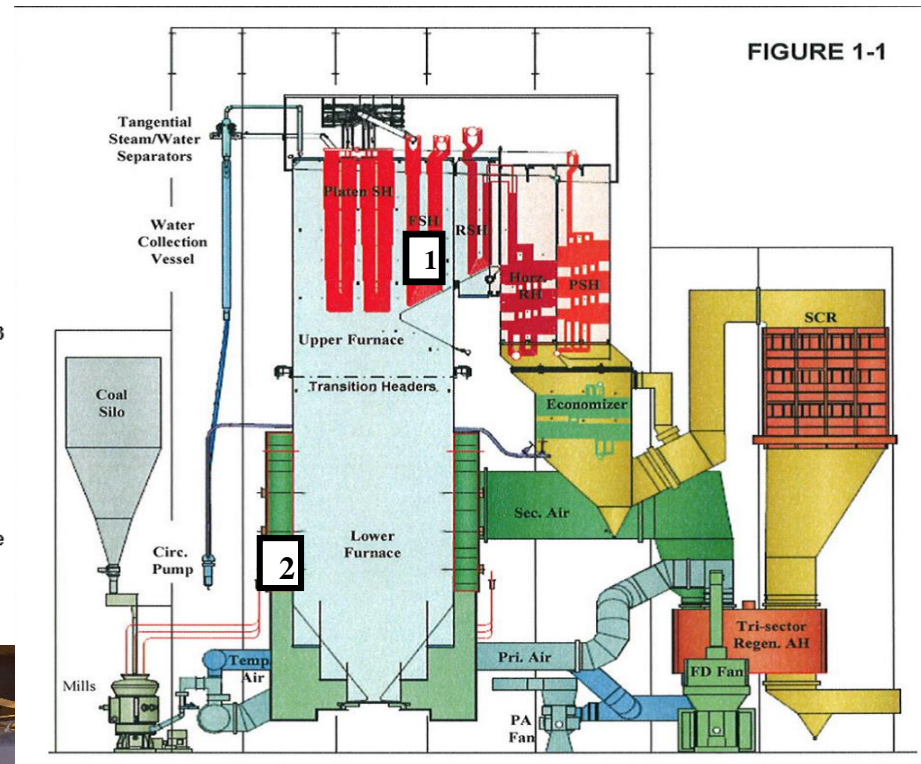 FIGURE 1-1
Tangential
Steam/Water
Separators
Platen SH
FSH
RSH
Water
Collection
Vessel
1
Horz.
RH
PSH
SCR
3
Upper Furnace
Transition Headers
Coal
Silo
Economizer
Sec. Air
e
Lower
Furnace
Circ.
Pump
2
Tri-sector
Regen. AH
Temp.
Air
Pri. Air
FD Fan
Mills
PA
Fan